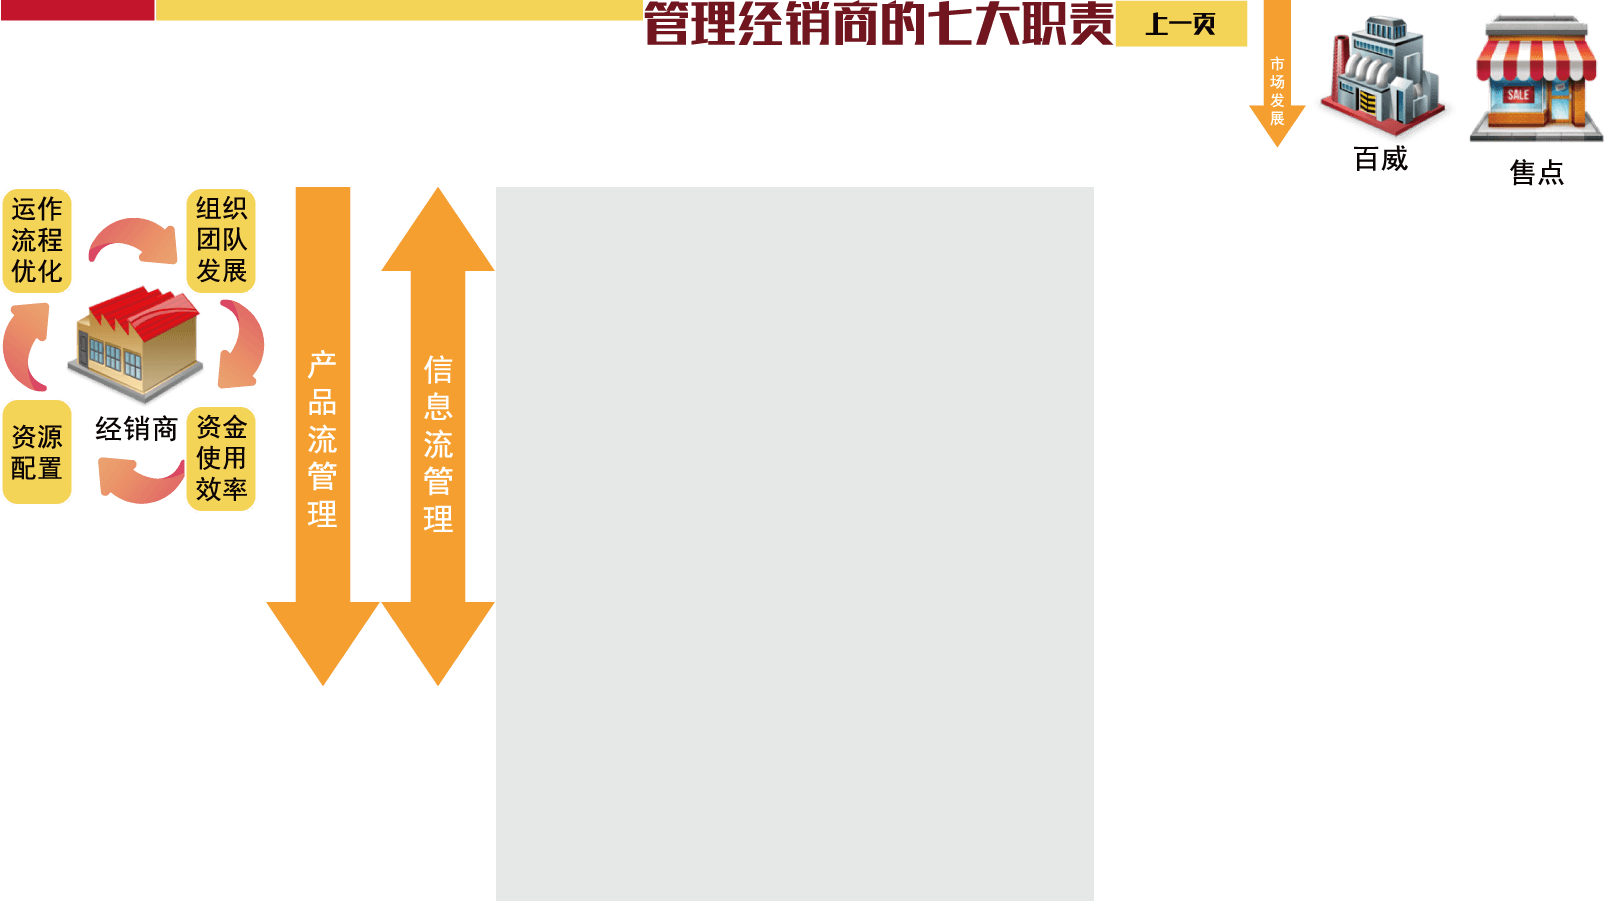 管理经销商的七大职责
上一页
市
场
发
展
SALE
百威
售点
运作
流程
优化
组织
团队
发展
经销商
资源
配置
资金
使用
效率
产
品
流
管
理
信
息
流
管
理